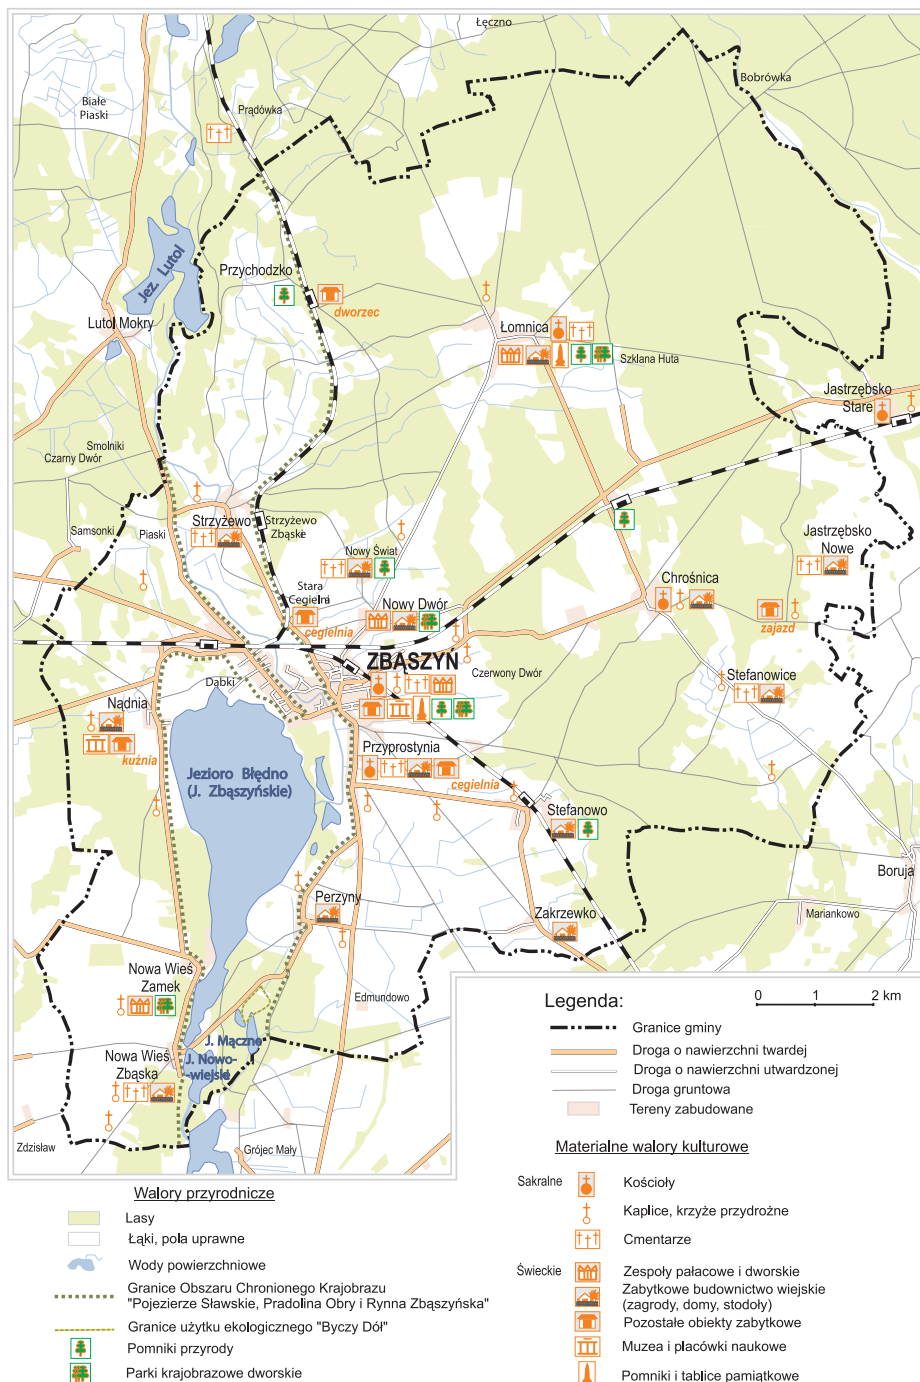 Łęczno
Bobrówka
Białe
Piaski
Prądówka
Jez. Lutol
Przychodzko
dworzec
Lutol Mokry
Łomnica
Szklana Huta
Jastrzębsko
Stare
Smolniki
Czarny Dwór
Samsonki
Piaski
Strzyżewo
Strzyżewo
Zbąskie
Nowy Świat
Jastrzębsko
Nowe
Stara
Cegielni
cegielnia
Nowy Dwór
Chrośnica
zajazd
ZBĄSZYŃ
Czerwony Dwór
Stefanowice
Dąbki
Nądnia
kuźnia
Przyprostynia
cegielnia
Jezioro Błędno
(J. Zbąszyńskie)
Stefanowo
Boruja
Perzyny
Zakrzewko
Mariankowo
Nowa Wieś
Zamek
Edmundowo
J. Mączne
J. Nowo-
-wiejskie
Nowa Wieś
Zbąska
Zdzisław
Grójec Mały
Legenda:
0 1 2 km
Granice gminy
Droga o nawierzchni twardej
Droga o nawierzchni utwardzonej
Droga gruntowa
Tereny zabudowane
Materialne walory kulturowe
Sakralne
Kościoły
Kaplice, krzyże przydrożne
Cmentarze
Świeckie
Zespoły pałacowe i dworskie
Zabytkowe budownictwo wiejskie
(zagrody, domy, stodoły)
Pozostałe obiekty zabytkowe
Muzea i placówki naukowe
Pomniki i tablice pamiątkowe
Walory przyrodnicze
Lasy
Łąki, pola uprawne
Wody powierzchniowe
Granice Obszaru Chronionego Krajobrazu
"Pojezierze Sławskie, Pradolina Obry i Rynna Zbąszyńska"
Granice użytku ekologicznego "Byczy Dół"
Pomniki przyrody
Parki krajobrazowe dworskie